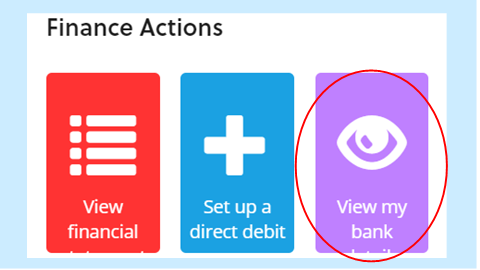 Finance Actions
View
financial
Set up a
direct debit
View my
bank